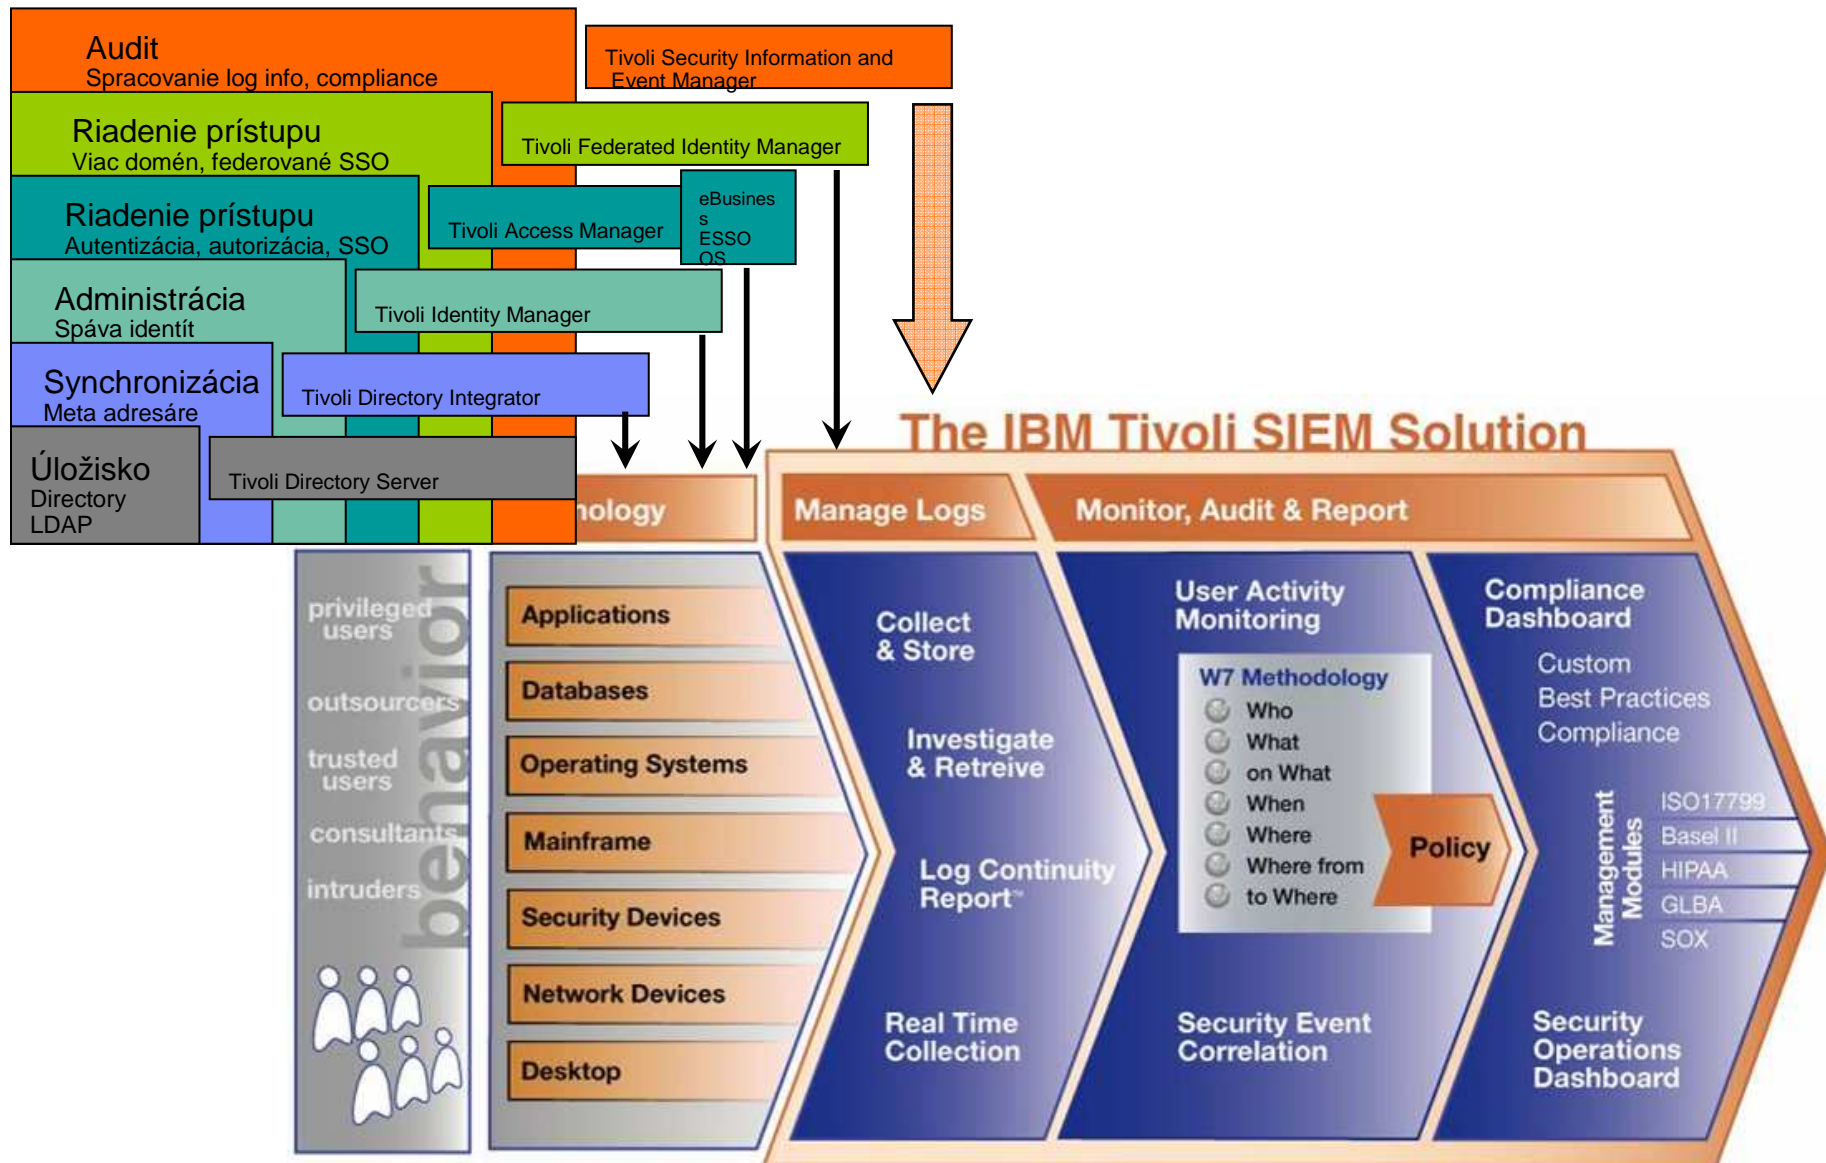 Audit
Spracovanie log info, compliance
Tivoli Security Information and
Event Manager
Riadenie prístupu
Viac domén, federované SSO
Tivoli Federated Identity Manager
Riadenie prístupu
Autentizácia, autorizácia, SSO
Tivoli Access Manager
eBusines
s
ESSO
OS
Administrácia
Spáva identít
Tivoli Identity Manager
Synchronizácia
Meta adresáre
Tivoli Directory Integrator
Úložisko
Directory
LDAP
Tivoli Directory Server
The IBM Tivoli SIEM Solution
nology
Manage Logs
Monitor, Audit & Report
behavior
privileged
users
outsourcers
trusted
users
consultants
intruders
Applications
Databases
Operating Systems
Mainframe
Security Devices
Network Devices
Desktop
Collect
& Store
Investigate
& Retreive
Log Continuity
Report™
Real Time
Collection
User Activity
Monitoring
W7 Methodology
Who
What
on What
When
Where
Where from
to Where
Policy
Security Event
Correlation
Compliance
Dashboard
Custom
Best Practices
Compliance
Management
Modules
ISO17799
Basel II
HIPAA
GLBA
SOX
Security
Operations
Dashboard